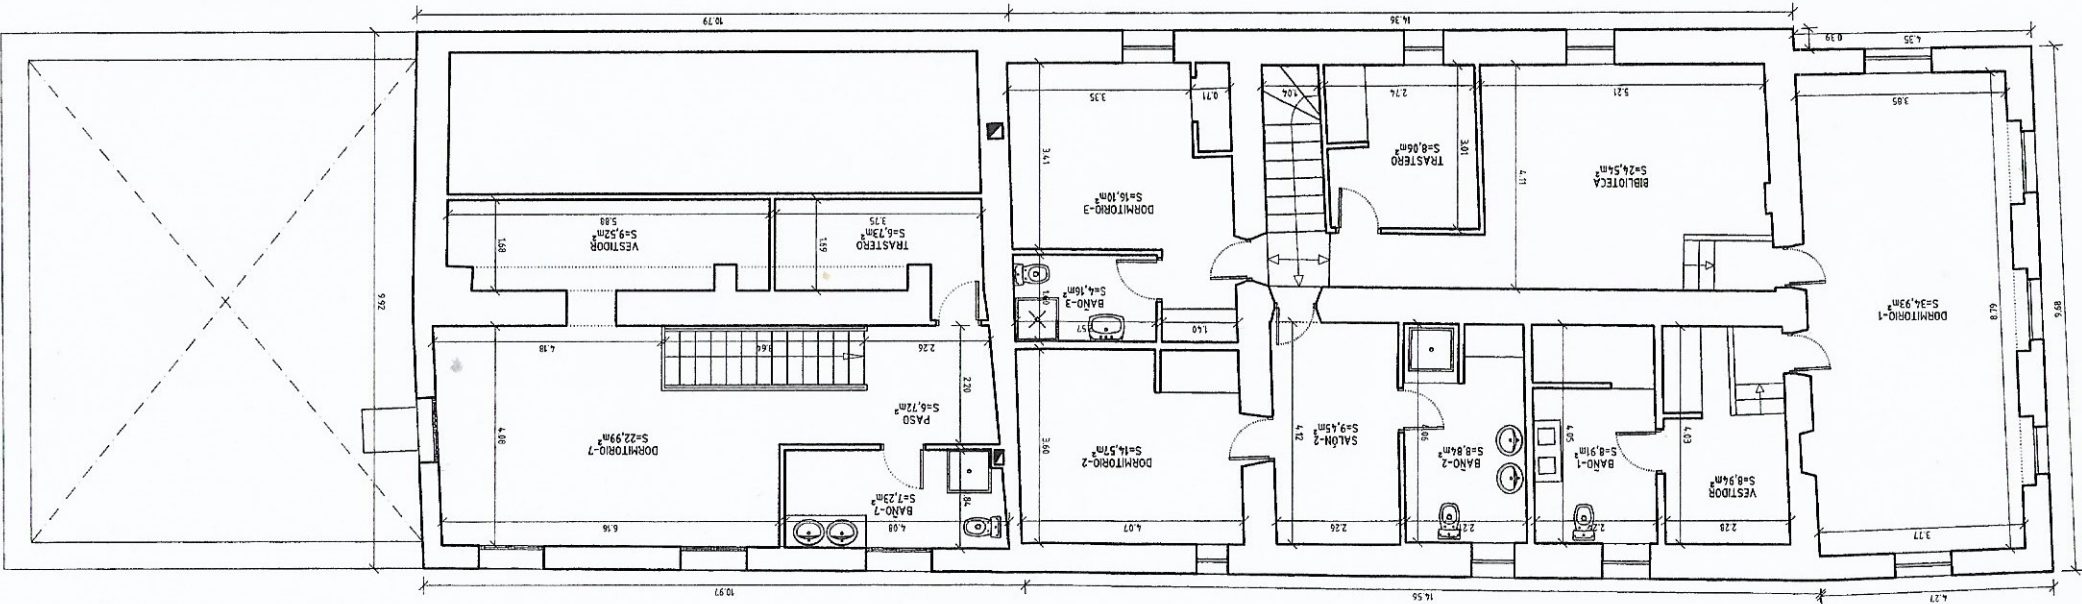 10.79
14.36
0.39
4.35
3.35
0.71
1.04
2.74
5.21
3.85
3.41
3.01
TRASTERO
S=8,06m²
4.11
BIBLIOTECA
S=24,54m²
DORMITORIO-3
S=16,10m²
5.88
VESTIDOR
S=9,52m²
1.68
3.75
TRASTERO
S=6,73m²
1.69
9.92
BAÑO-3
S=4,16m²
1.40
DORMITORIO-1
S=34,93m²
8.79
9.68
4.18
3.64
2.26
2.20
PASO
S=6,72m²
4.08
DORMITORIO-7
S=22,99m²
3.60
DORMITORIO-2
S=14,57m²
4.12
SALÓN-2
S=9,45m²
BAÑO-2
S=8,84m²
4.05
BAÑO-1
S=8,91m²
4.03
VESTIDOR
S=8,94m²
BAÑO-7
S=7,23m²
6.16
4.08
4.07
2.26
2.28
3.77
10.97
14.56
4.27